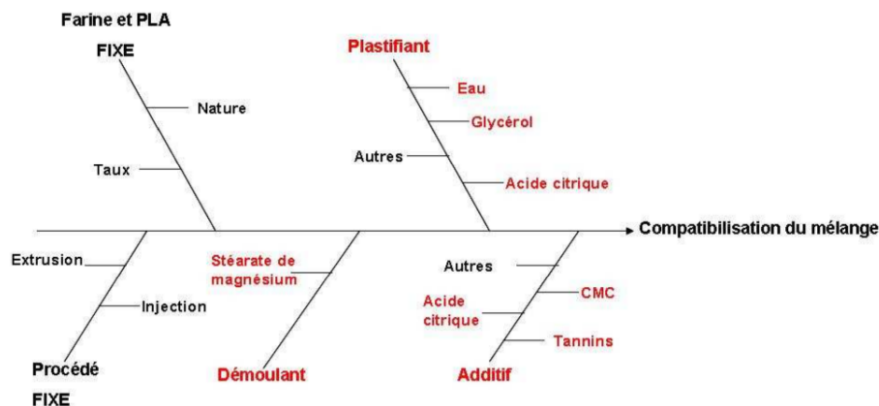 Farine et PLA
FIXE
Plastifiant
Eau
Nature
Glycérol
Autres
Taux
Acide citrique
Compatibilisation du mélange
Extrusion
Stéarate de
magnésium
Autres
CMC
Injection
Acide
citrique
Tannins
Procédé
FIXE
Démoulant
Additif